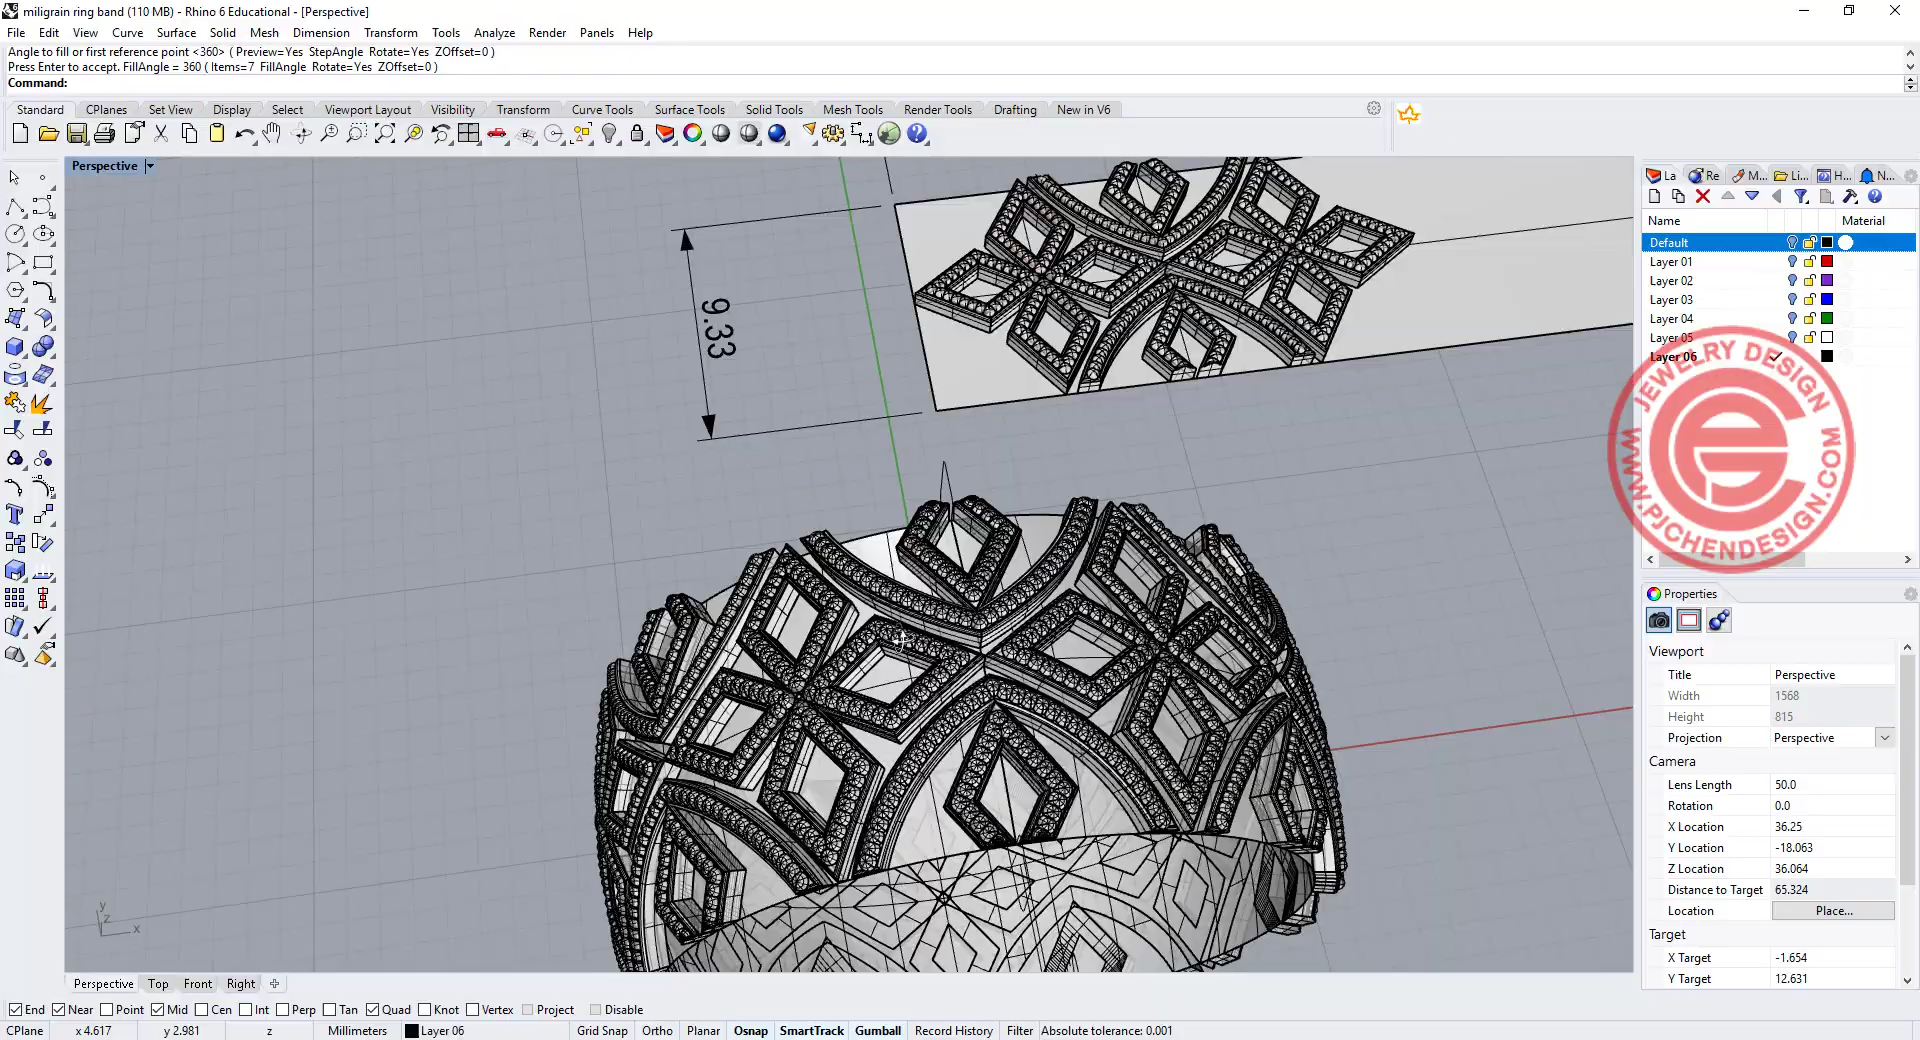 miligrain ring band (110 MB) - Rhino 6 Educational - [Perspective]
File Edit View Curve Surface Solid Mesh Dimension Transform Tools Analyze Render Panels Help
Angle to fill or first reference point <360> ( Preview=Yes StepAngle Rotate=Yes ZOffset=0 )
Press Enter to accept. FillAngle = 360 ( Items=7 FillAngle Rotate=Yes ZOffset=0 )
Command:
Standard CPlanes Set View Display Select Viewport Layout Visibility Transform Curve Tools Surface Tools Solid Tools Mesh Tools Render Tools Drafting New in V6
Perspective
9.33
La Re M... Li... H... N...
Name Material
Default
Layer 01
Layer 02
Layer 03
Layer 04
Layer 05
Layer 06
JEWELRY DESIGN
WWW.PJCHENDESIGN.COM
Properties
Viewport
Title Perspective
Width 1568
Height 815
Projection Perspective
Camera
Lens Length 50.0
Rotation 0.0
X Location 36.25
Y Location -18.063
Z Location 36.064
Distance to Target 65.324
Location Place...
Target
X Target -1.654
Y Target 12.631
y
z
x
Perspective Top Front Right
End Near Point Mid Cen Int Perp Tan Quad Knot Vertex Project Disable
CPlane x 4.617 y 2.981 z Millimeters Layer 06 Grid Snap Ortho Planar Osnap SmartTrack Gumball Record History Filter Absolute tolerance: 0.001